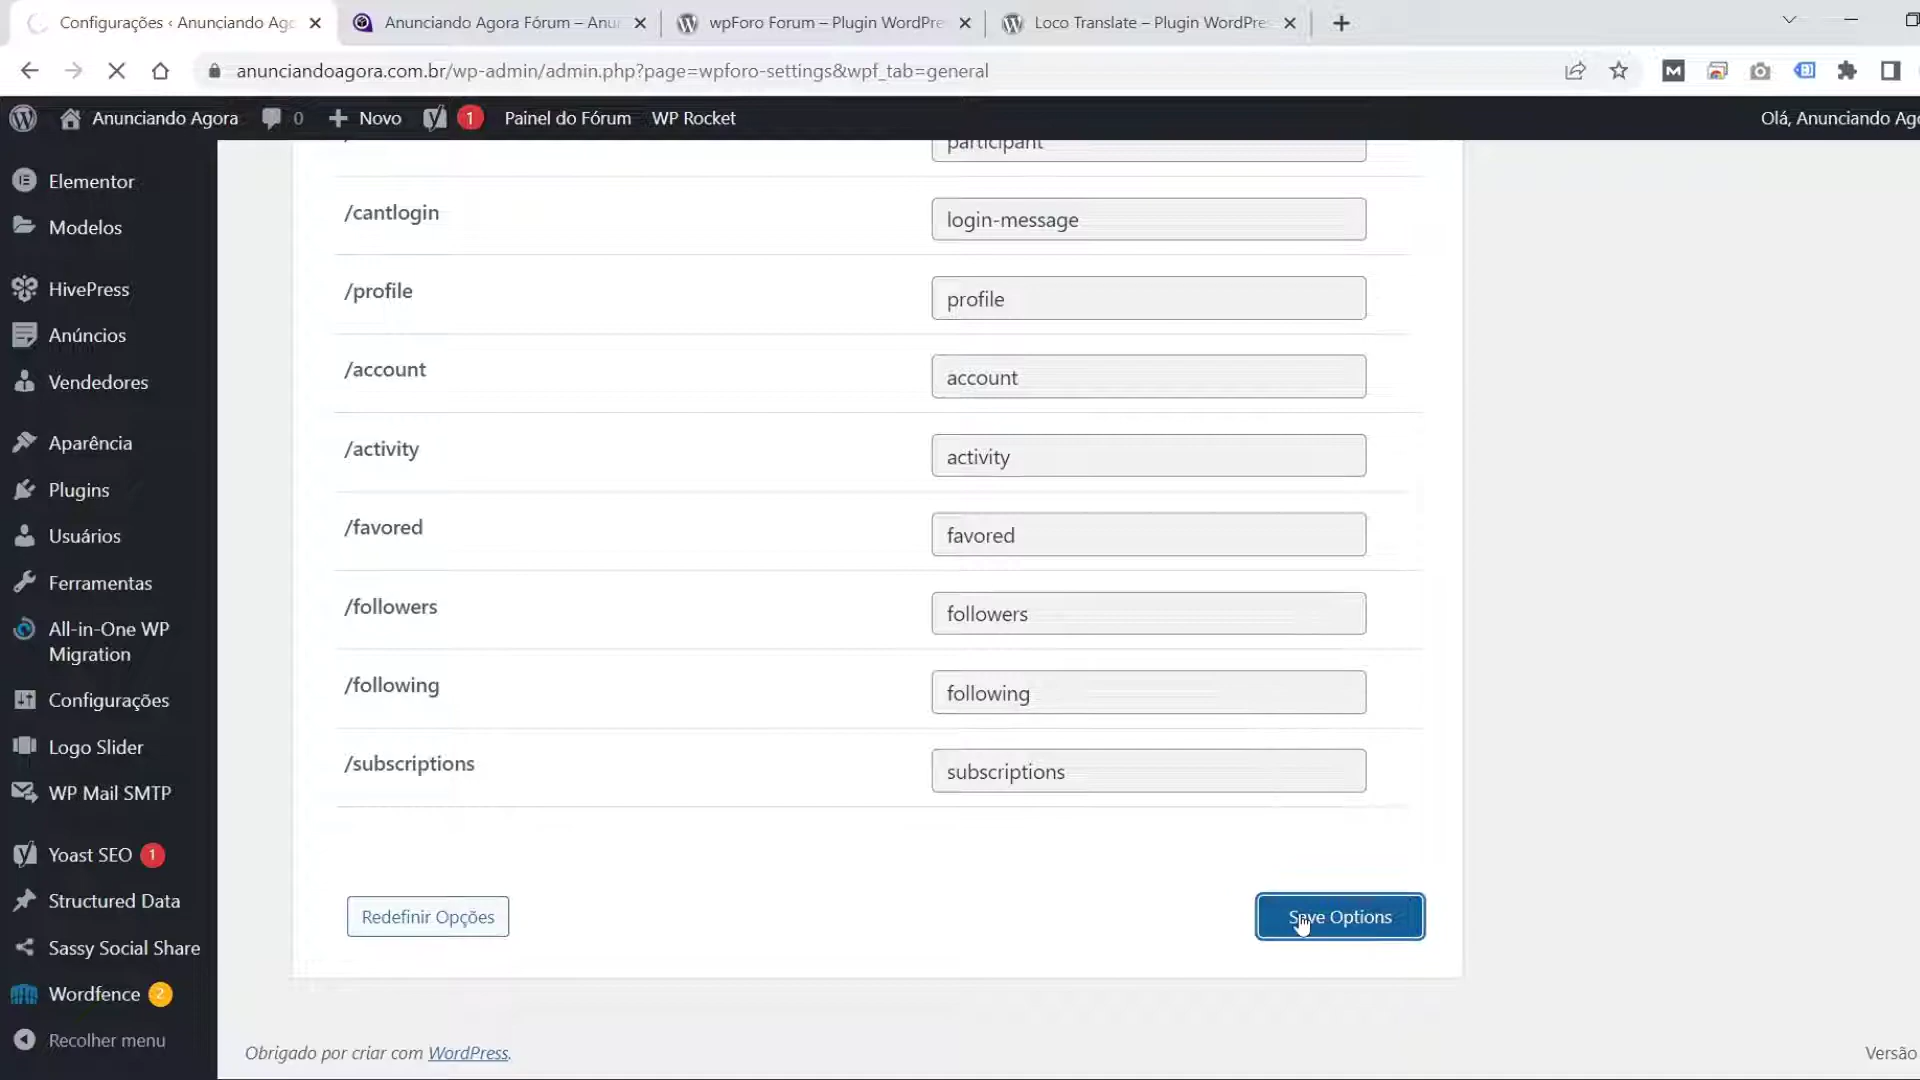 Configurações ‹ Anunciando Ago
Anunciando Agora Fórum – Anun
wpForo Forum – Plugin WordPre
Loco Translate – Plugin WordPre
anunciandoagora.com.br/wp-admin/admin.php?page=wpforo-settings&wpf_tab=general
Anunciando Agora
0
Novo
1
Painel do Fórum
WP Rocket
Olá, Anunciando Ago
Elementor
Modelos
HivePress
Anúncios
Vendedores
Aparência
Plugins
Usuários
Ferramentas
All-in-One WP
Migration
Configurações
Logo Slider
WP Mail SMTP
Yoast SEO 1
Structured Data
Sassy Social Share
Wordfence 2
Recolher menu
participant
/cantlogin
login-message
/profile
profile
/account
account
/activity
activity
/favored
favored
/followers
followers
/following
following
/subscriptions
subscriptions
Redefinir Opções
Save Options
Obrigado por criar com WordPress.
Versão